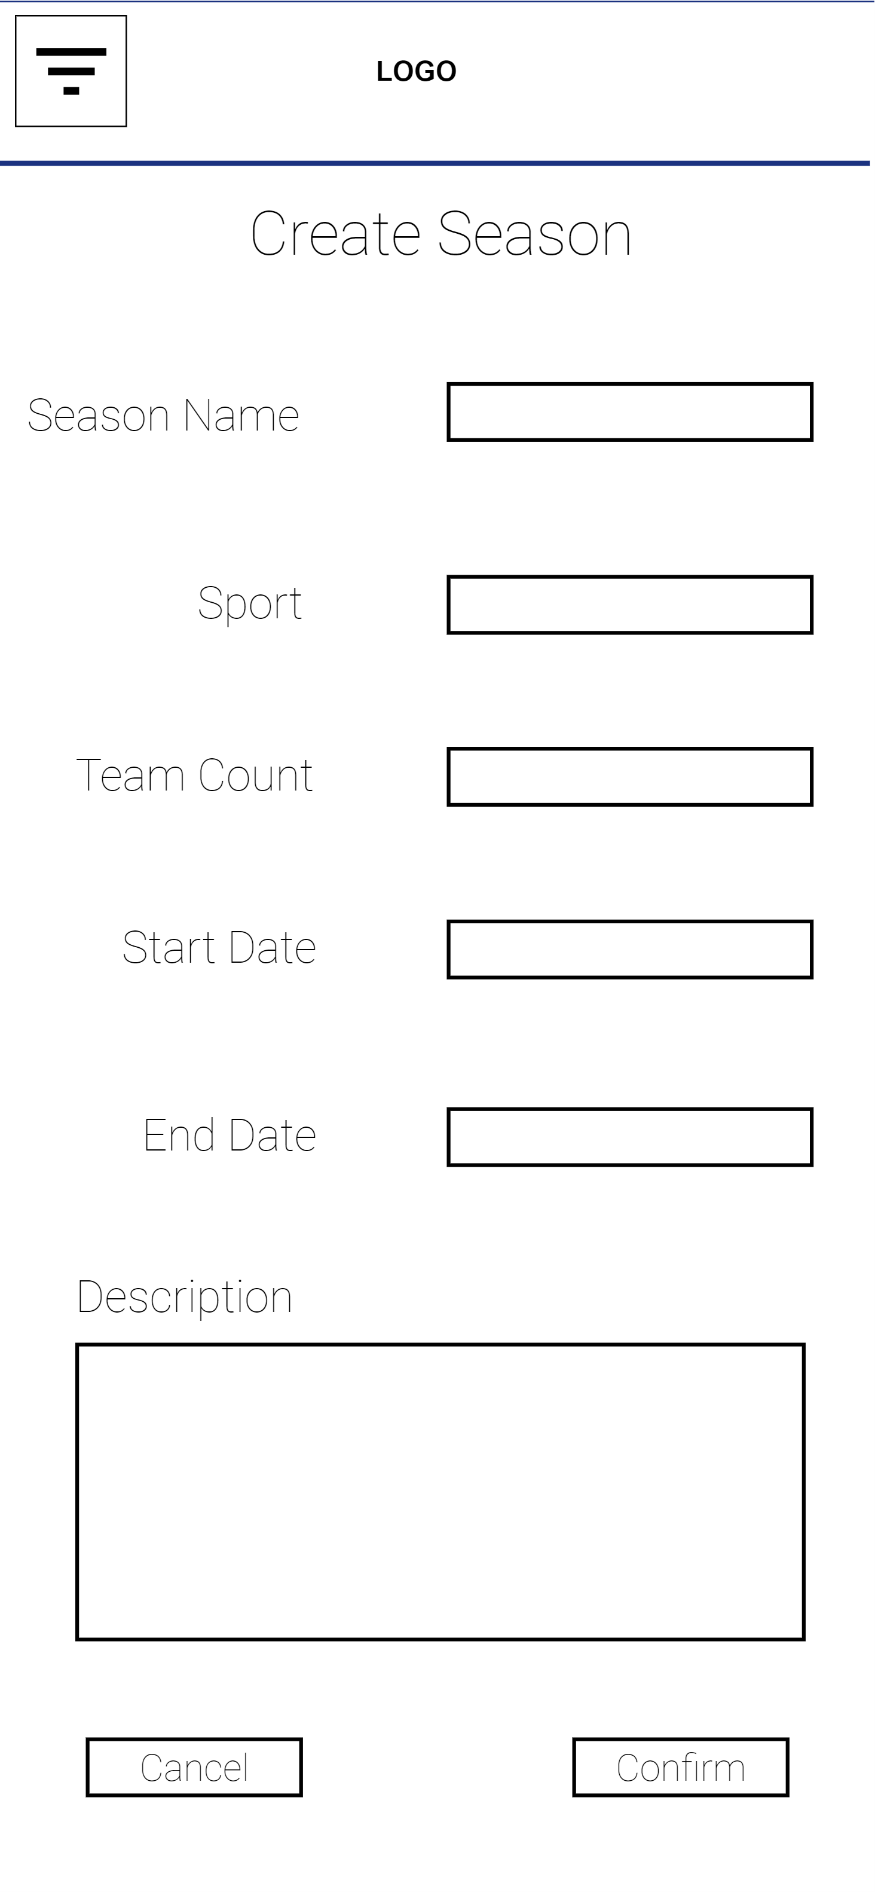 LOGO
Create Season
Season Name
Sport
Team Count
Start Date
End Date
Description
Cancel
Confirm